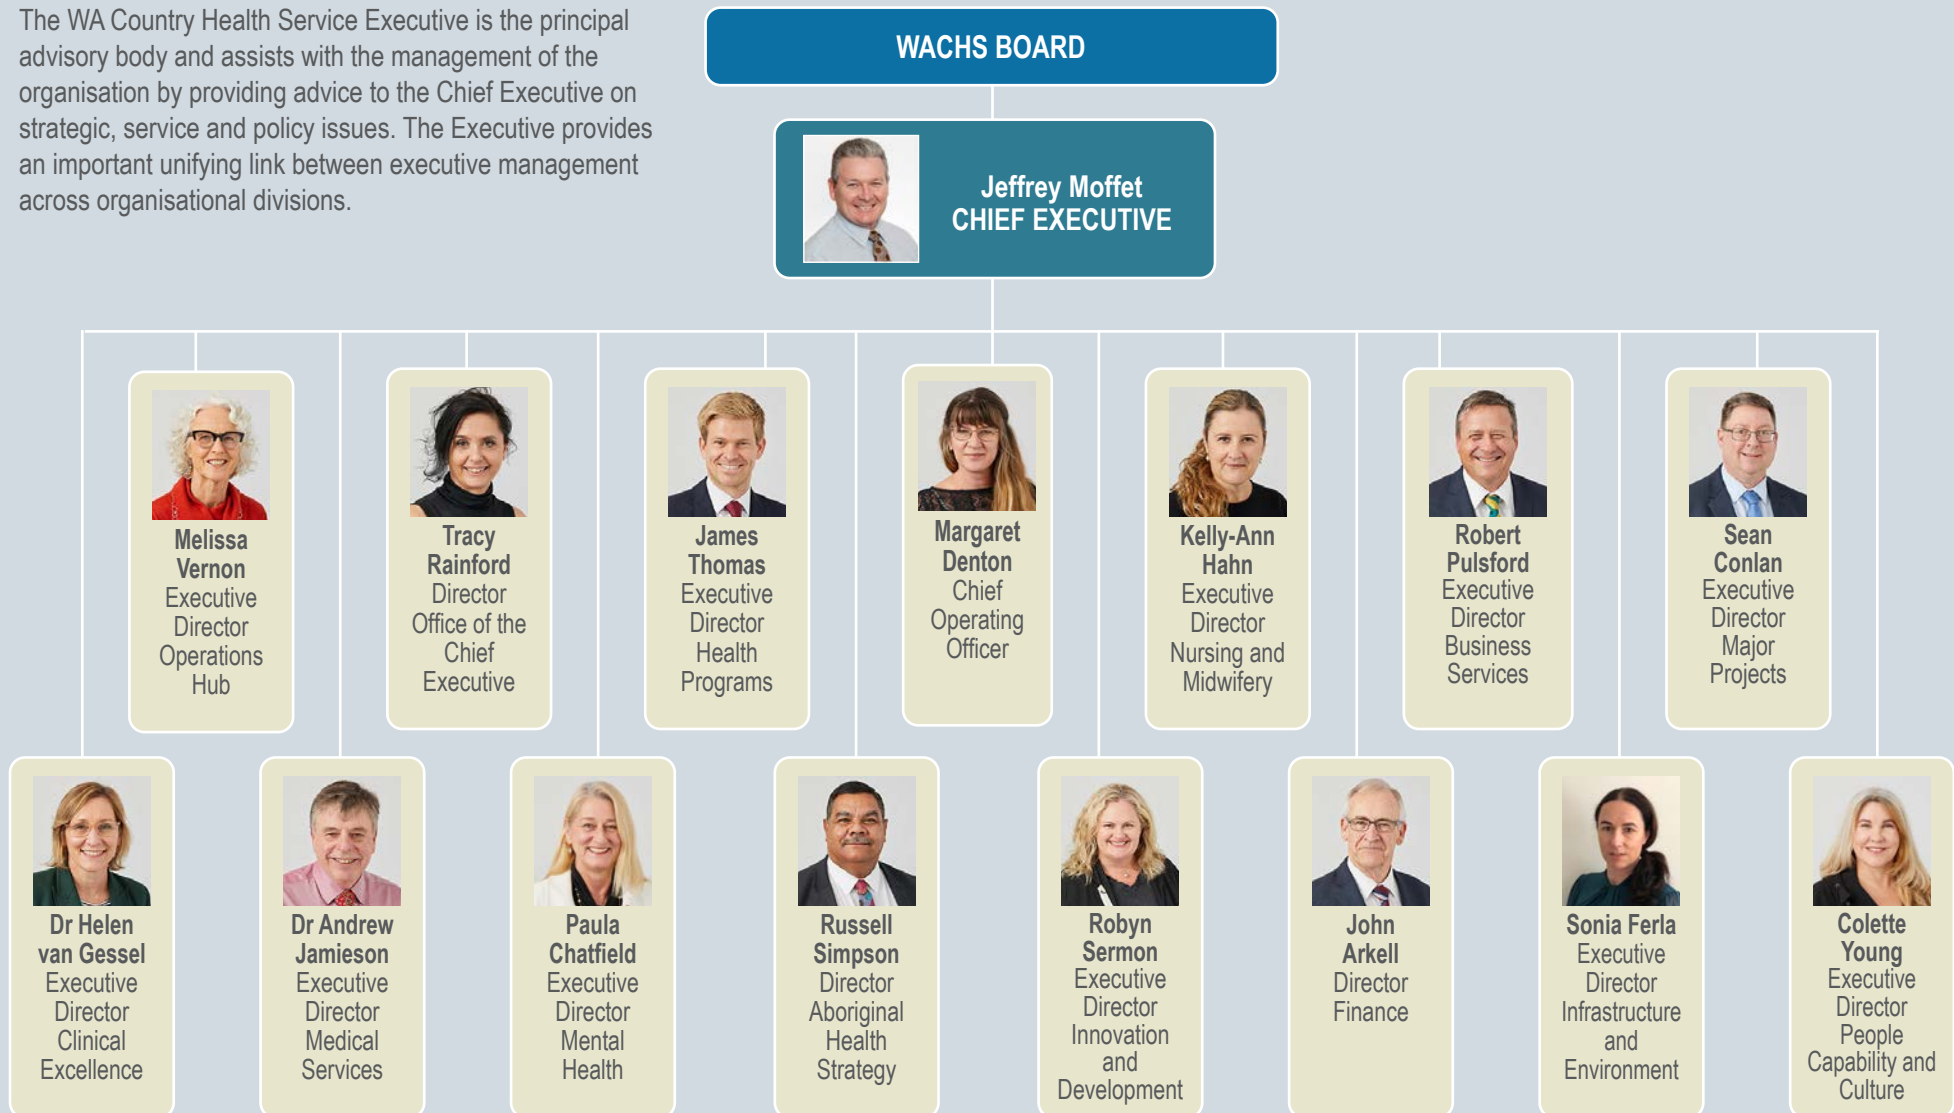 The WA Country Health Service Executive is the principal
advisory body and assists with the management of the
organisation by providing advice to the Chief Executive on
strategic, service and policy issues. The Executive provides
an important unifying link between executive management
across organisational divisions.
WACHS BOARD
Jeffrey Moffet
CHIEF EXECUTIVE
Melissa
Vernon
Executive
Director
Operations
Hub
Tracy
Rainford
Director
Office of the
Chief
Executive
James
Thomas
Executive
Director
Health
Programs
Margaret
Denton
Chief
Operating
Officer
Kelly-Ann
Hahn
Executive
Director
Nursing and
Midwifery
Robert
Pulsford
Executive
Director
Business
Services
Sean
Conlan
Executive
Director
Major
Projects
Dr Helen
van Gessel
Executive
Director
Clinical
Excellence
Dr Andrew
Jamieson
Executive
Director
Medical
Services
Paula
Chatfield
Executive
Director
Mental
Health
Russell
Simpson
Director
Aboriginal
Health
Strategy
Robyn
Sermon
Executive
Director
Innovation
and
Development
John
Arkell
Director
Finance
Sonia Ferla
Executive
Director
Infrastructure
and
Environment
Colette
Young
Executive
Director
People
Capability and
Culture